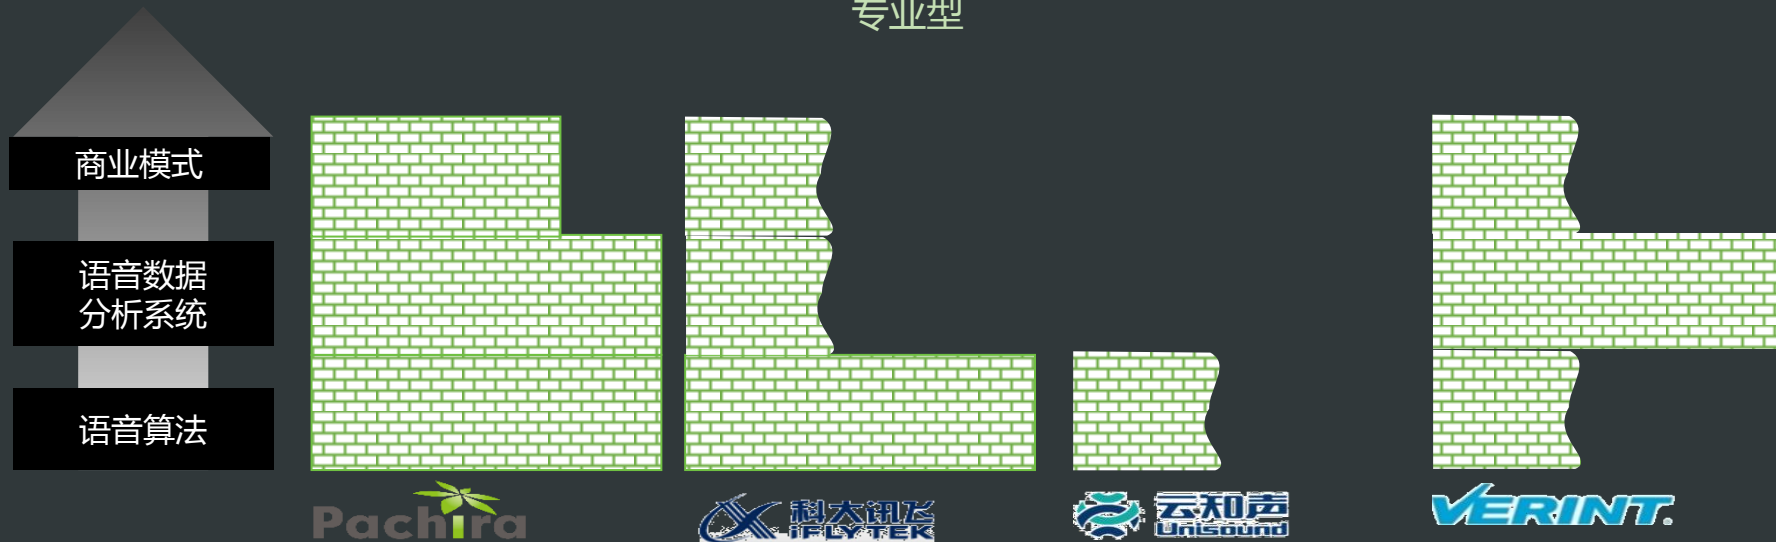 专业型
商业模式
语音数据
分析系统
语音算法
Pachira
科大讯飞
iFLYTEK
云知声
Unisound
VERINT.